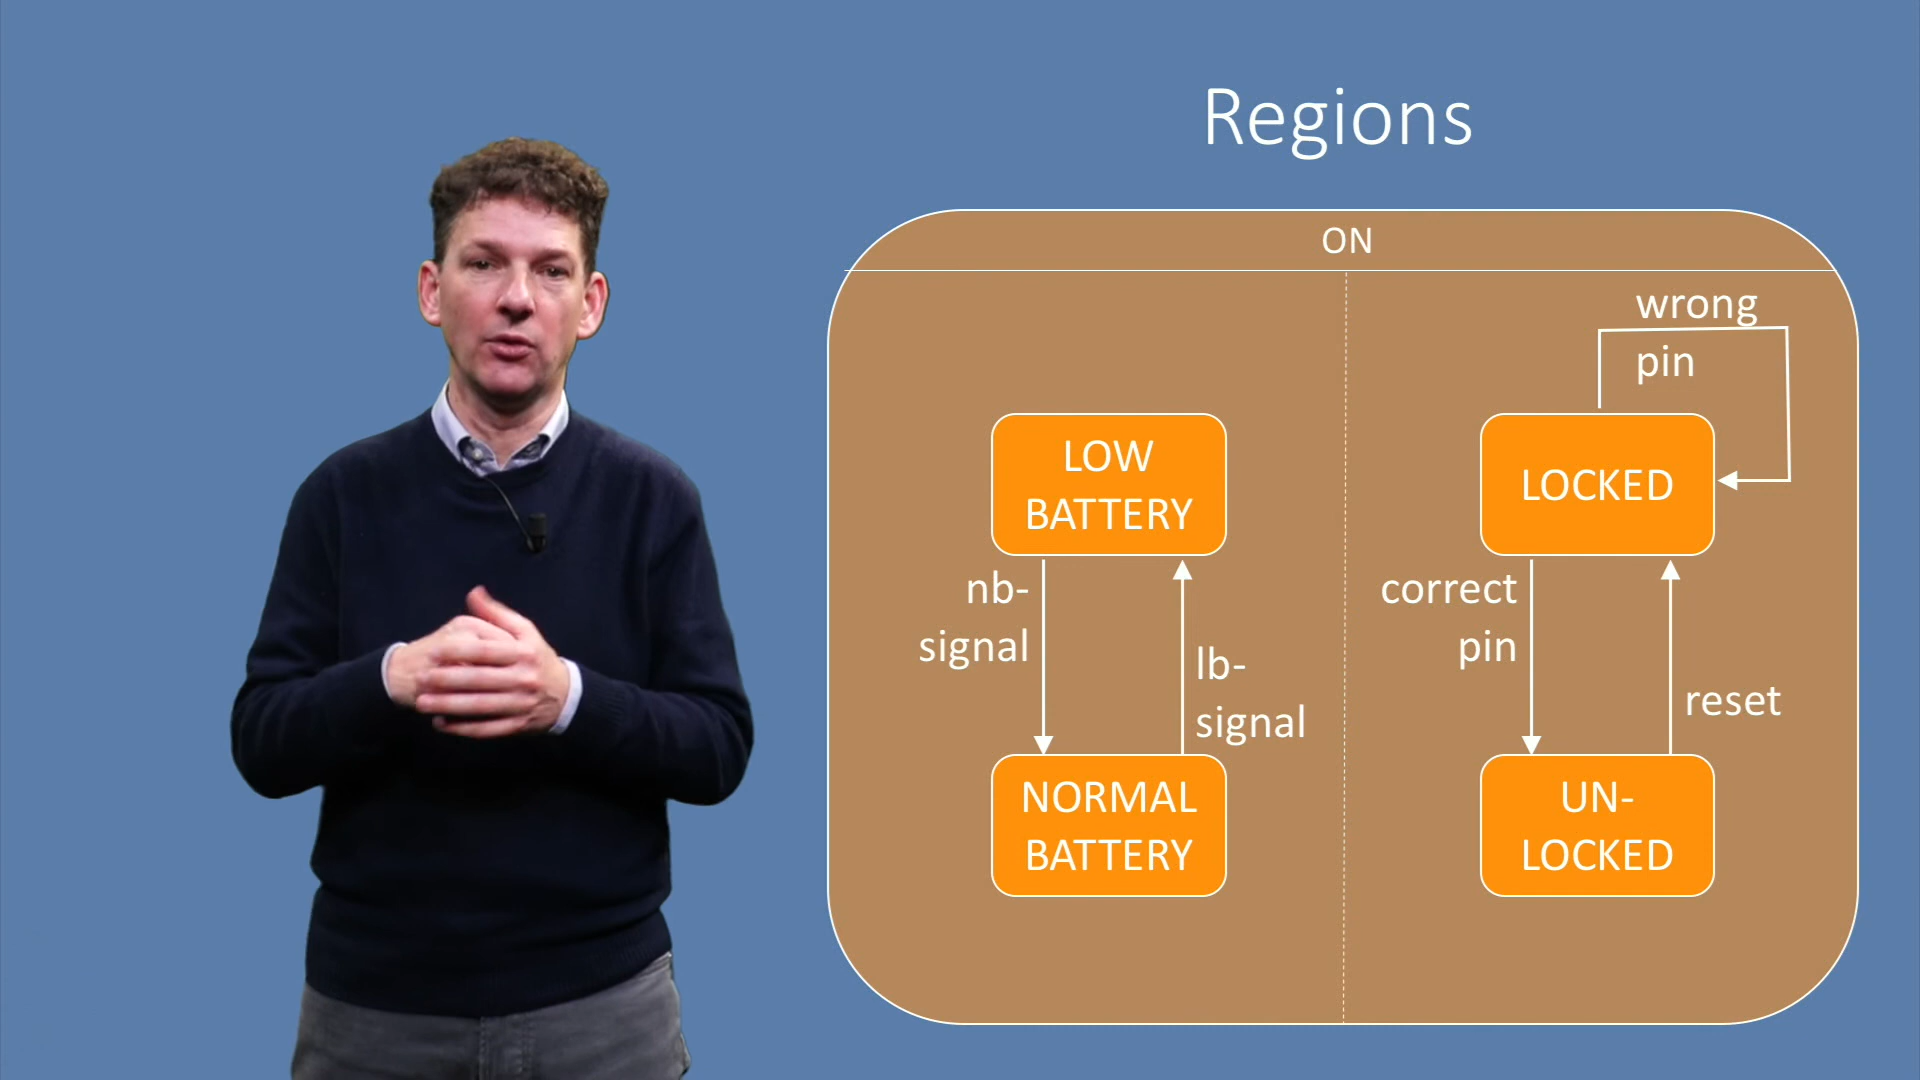 Regions
ON
wrong
pin
LOW
BATTERY
LOCKED
nb-
signal
lb-
signal
correct
pin
reset
NORMAL
BATTERY
UN-
LOCKED